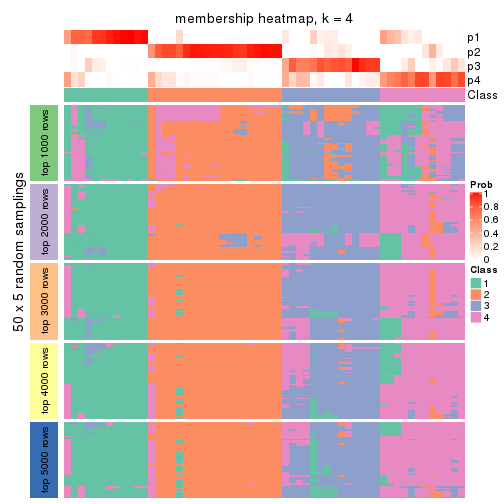 membership heatmap, k = 4
p1
p2
p3
p4
Class
50 x 5 random samplings
top 1000 rows
top 2000 rows
top 3000 rows
top 4000 rows
top 5000 rows
Prob
1
0.8
0.6
0.4
0.2
0
Class
1
2
3
4